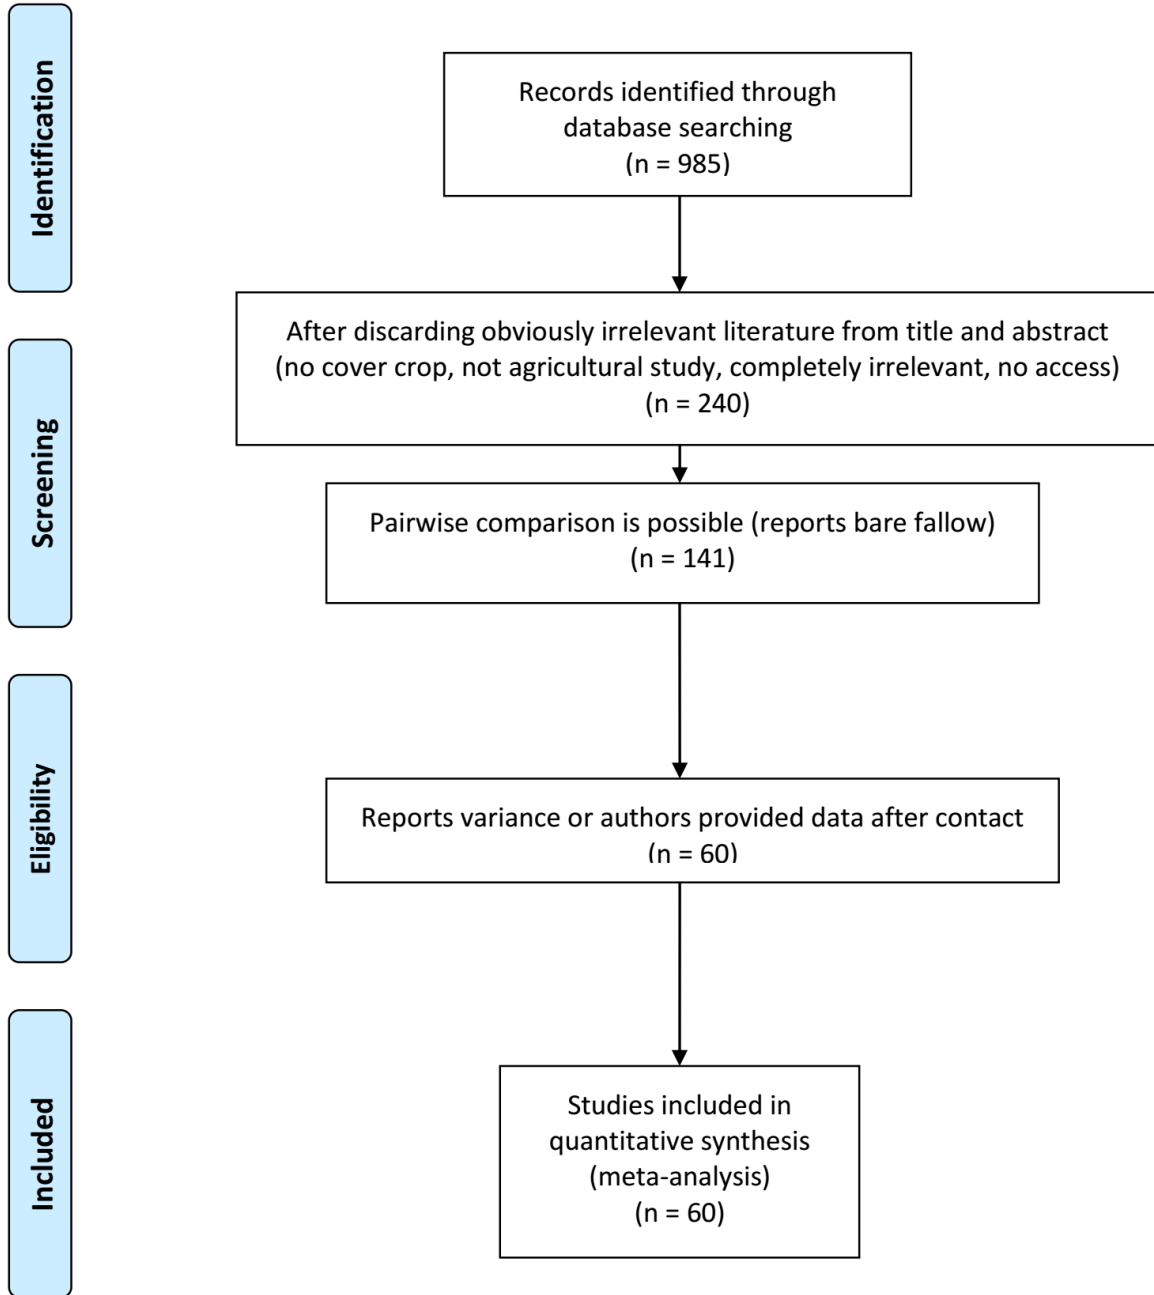 Identification
Records identified through
database searching
(n = 985)
After discarding obviously irrelevant literature from title and abstract
(no cover crop, not agricultural study, completely irrelevant, no access)
(n = 240)
Screening
Pairwise comparison is possible (reports bare fallow)
(n = 141)
Eligibility
Reports variance or authors provided data after contact
(n = 60)
Included
Studies included in
quantitative synthesis
(meta-analysis)
(n = 60)